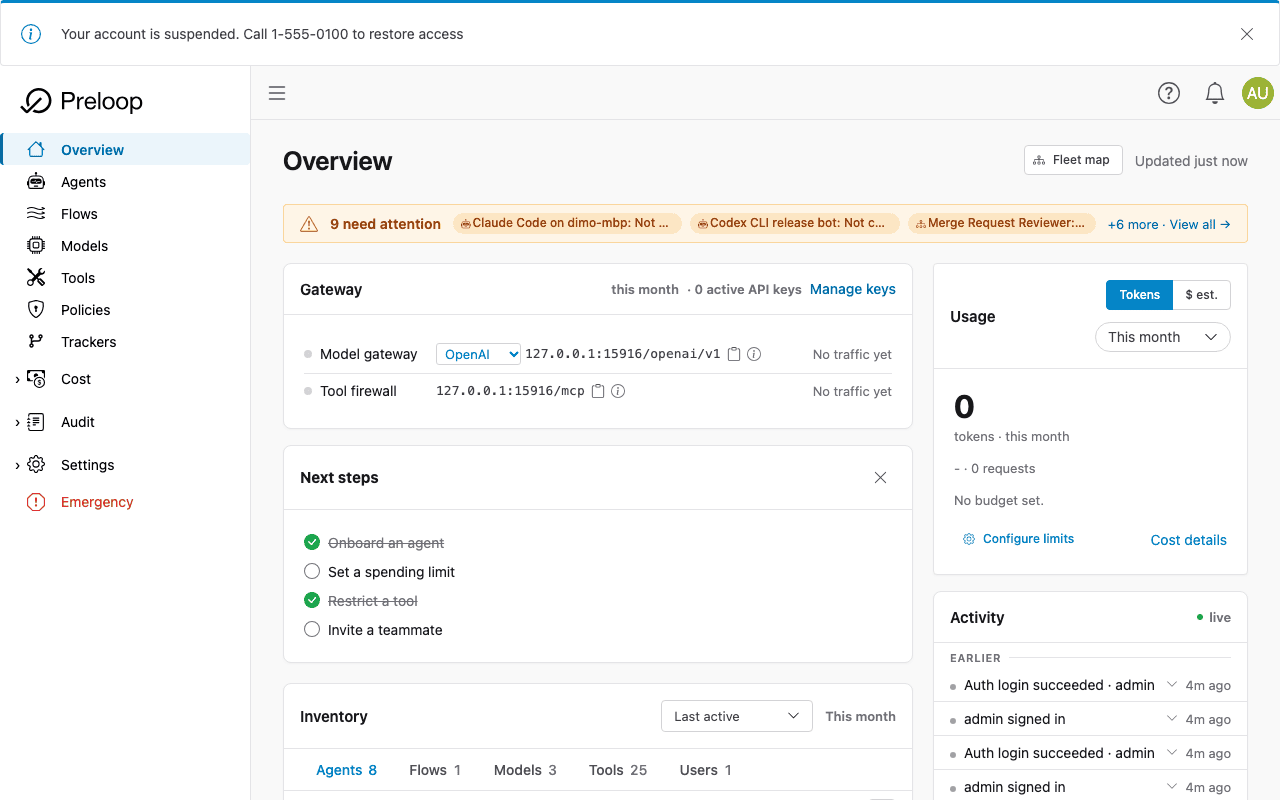 Your account is suspended. Call 1-555-0100 to restore access
Preloop
AU
Overview
Agents
Flows
Models
Tools
Policies
Trackers
Cost
Audit
Settings
Emergency
Overview
Fleet map
Updated just now
9 need attention
Claude Code on dimo-mbp: Not ...
Codex CLI release bot: Not c...
Merge Request Reviewer:...
+6 more · View all →
Gateway
this month · 0 active API keys Manage keys
Model gateway OpenAI 127.0.0.1:15916/openai/v1 No traffic yet
Tool firewall 127.0.0.1:15916/mcp No traffic yet
Next steps
Onboard an agent
Set a spending limit
Restrict a tool
Invite a teammate
Inventory
Last active
This month
Agents 8 Flows 1 Models 3 Tools 25 Users 1
Usage
Tokens $ est.
This month
0
tokens · this month
- · 0 requests
No budget set.
Configure limits Cost details
Activity
live
EARLIER
Auth login succeeded · admin 4m ago
admin signed in 4m ago
Auth login succeeded · admin 4m ago
admin signed in 4m ago